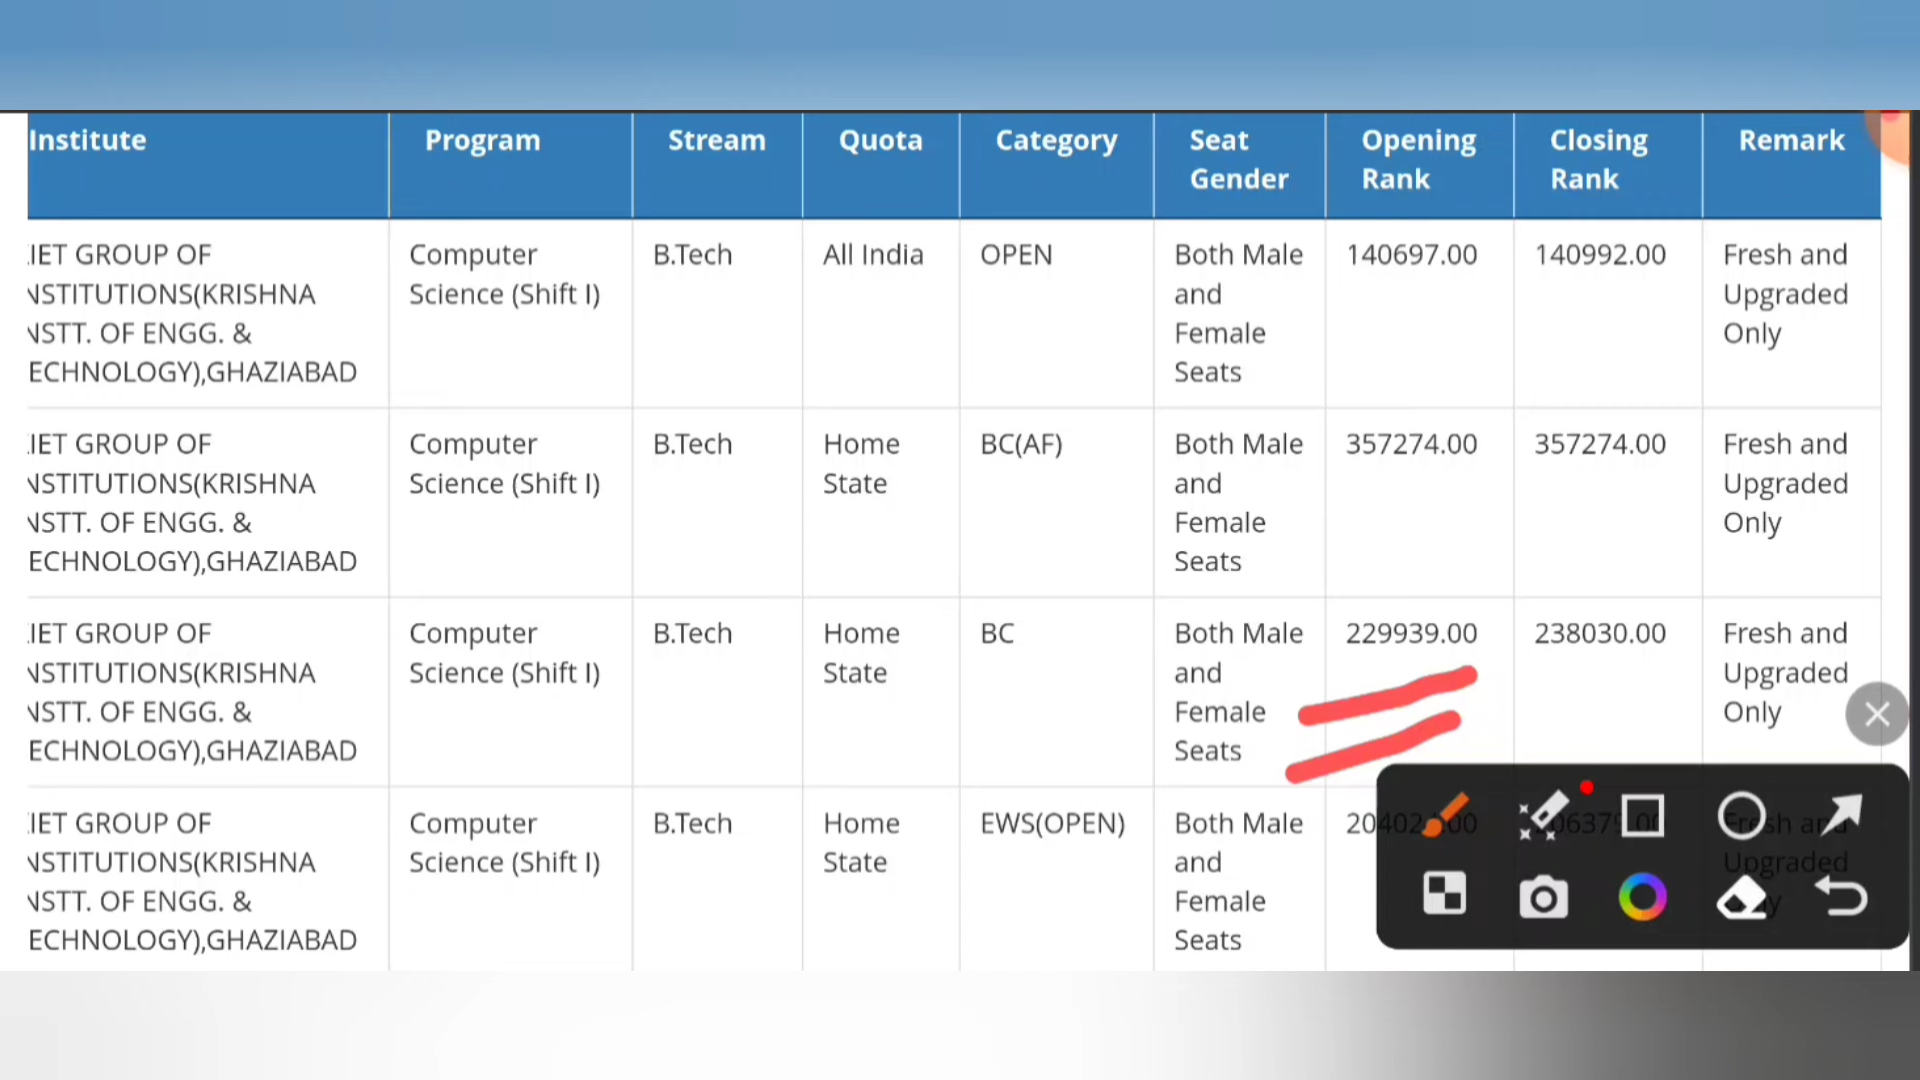 Institute Program Stream Quota Category Seat Gender Opening Rank Closing Rank Remark
IET GROUP OF Computer B.Tech All India OPEN Both Male 140697.00 140992.00 Fresh and
NSTITUTIONS(KRISHNA Science (Shift I) and Upgraded
NSTT. OF ENGG. & Female Only
ECHNOLOGY),GHAZIABAD Seats
IET GROUP OF Computer B.Tech Home BC(AF) Both Male 357274.00 357274.00 Fresh and
NSTITUTIONS(KRISHNA Science (Shift I) State and Upgraded
NSTT. OF ENGG. & Female Only
ECHNOLOGY),GHAZIABAD Seats
IET GROUP OF Computer B.Tech Home BC Both Male 229939.00 238030.00 Fresh and
NSTITUTIONS(KRISHNA Science (Shift I) State and Upgraded
NSTT. OF ENGG. & Female Only
ECHNOLOGY),GHAZIABAD Seats
IET GROUP OF Computer B.Tech Home EWS(OPEN) Both Male
NSTITUTIONS(KRISHNA Science (Shift I) State and Upgraded
NSTT. OF ENGG. & Female
ECHNOLOGY),GHAZIABAD Seats